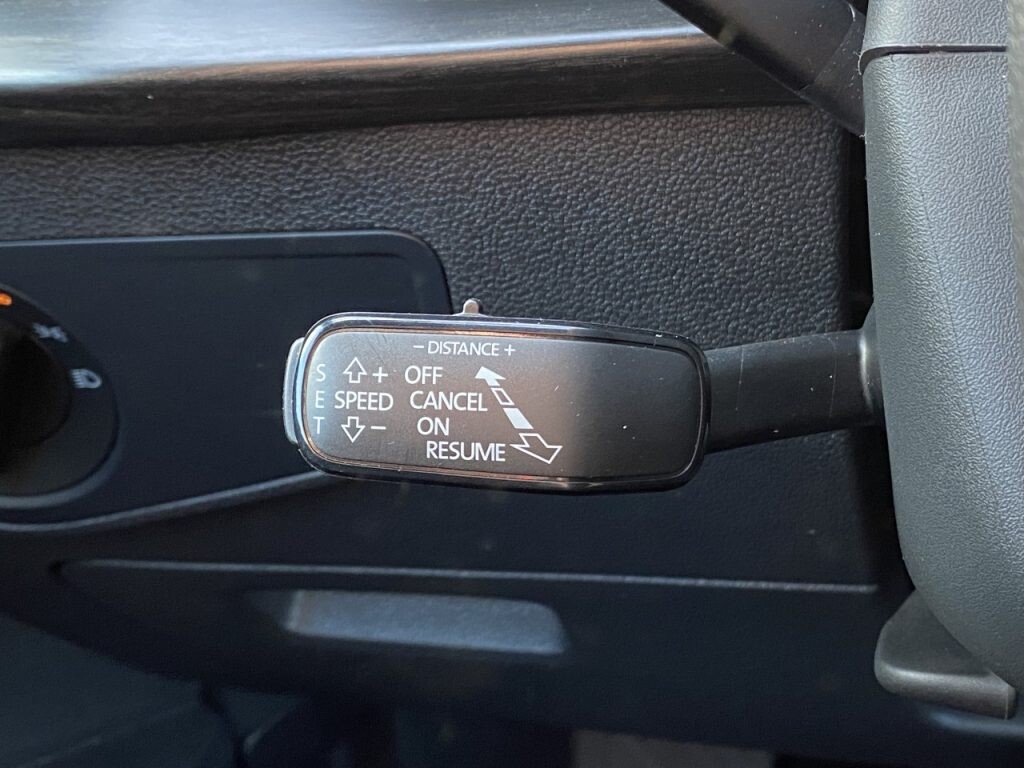 − DISTANCE +
S + OFF
E SPEED CANCEL
T − ON
RESUME